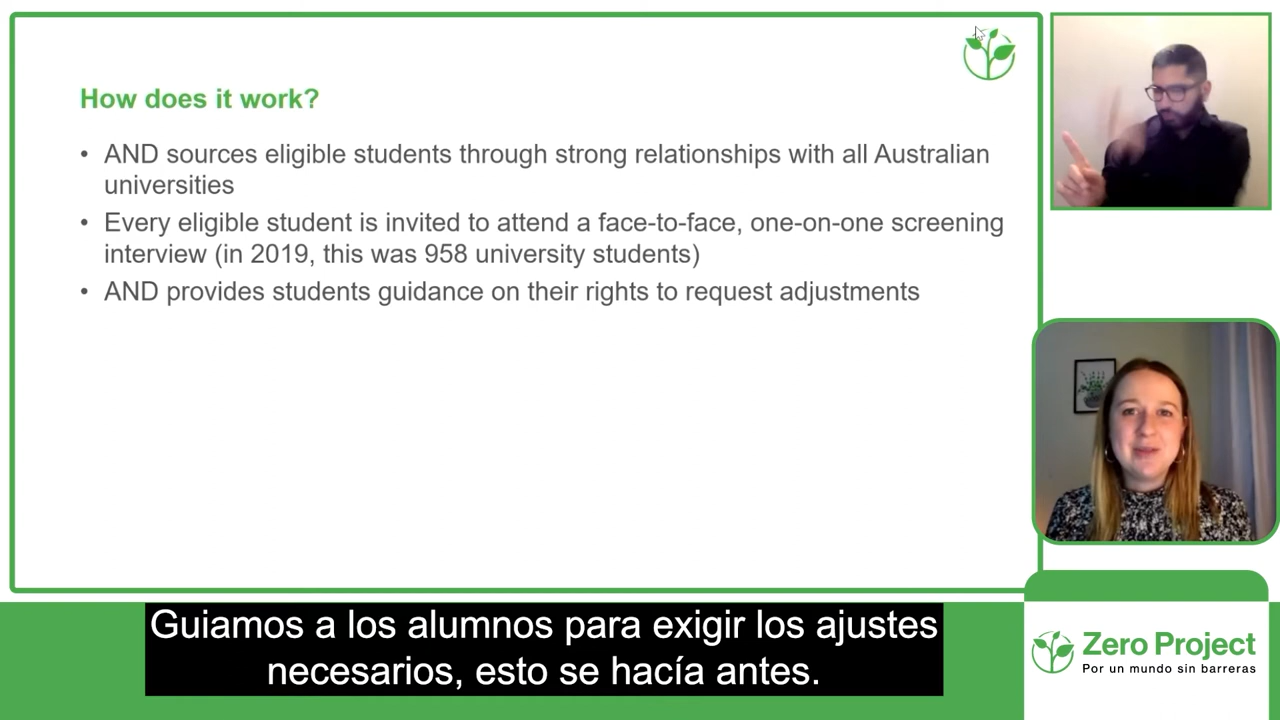 How does it work?
• AND sources eligible students through strong relationships with all Australian
universities
• Every eligible student is invited to attend a face-to-face, one-on-one screening
interview (in 2019, this was 958 university students)
• AND provides students guidance on their rights to request adjustments
Guiamos a los alumnos para exigir los ajustes
necesarios, esto se hacía antes.
Zero Project
Por un mundo sin barreras